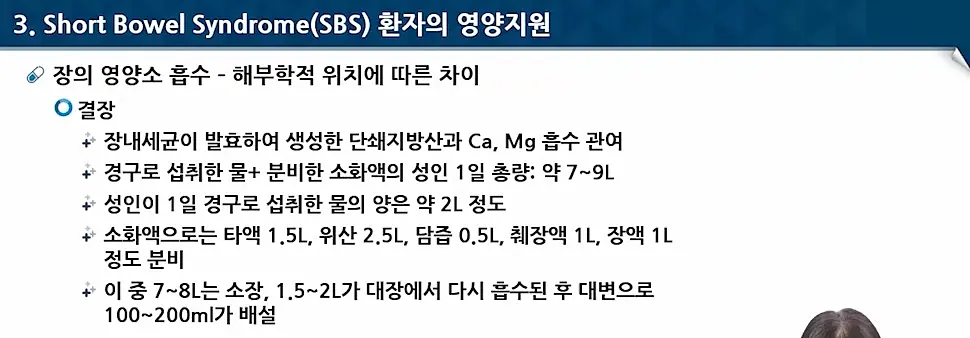 3. Short Bowel Syndrome(SBS) 환자의 영양지원
장의 영양소 흡수 - 해부학적 위치에 따른 차이
결장
장내세균이 발효하여 생성한 단쇄지방산과 Ca, Mg 흡수 관여
경구로 섭취한 물+ 분비한 소화액의 성인 1일 총량: 약 7~9L
성인이 1일 경구로 섭취한 물의 양은 약 2L 정도
소화액으로는 타액 1.5L, 위산 2.5L, 담즙 0.5L, 췌장액 1L, 장액 1L
정도 분비
이 중 7~8L는 소장, 1.5~2L가 대장에서 다시 흡수된 후 대변으로
100~200ml가 배설